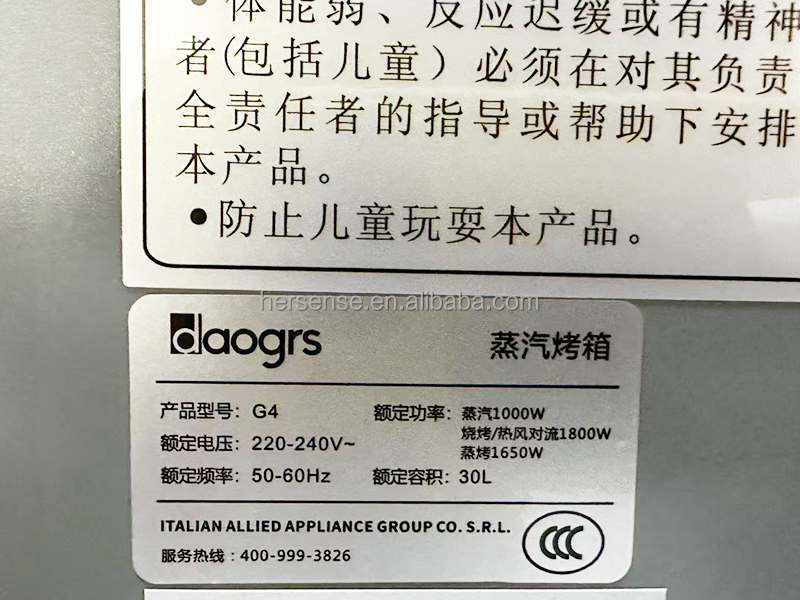 体能弱、反应迟缓或有精神
者(包括儿童）必须在对其负责
全责任者的指导或帮助下安排
本产品。
•防止儿童玩耍本产品。
hersense.en.alibaba.com
daogrs 蒸汽烤箱
产品型号: G4 额定功率: 蒸汽1000W
烧烤/热风对流1800W
额定电压: 220-240V~
蒸烤1650W
额定频率: 50-60Hz 额定容积: 30L
ITALIAN ALLIED APPLIANCE GROUP CO. S.R.L.
服务热线：400-999-3826
CCC